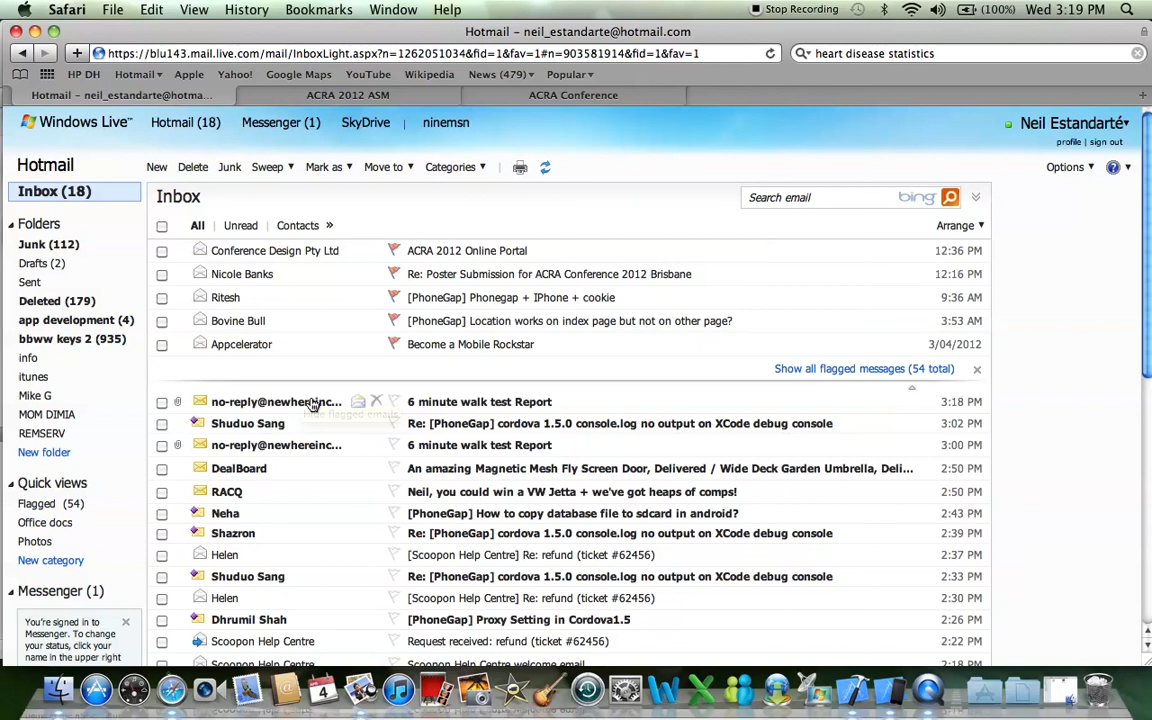 Safari File Edit View History Bookmarks Window Help Stop Recording (100%) Wed 3:19 PM
Hotmail - neil_estandarte@hotmail.com
https://blu143.mail.live.com/mail/InboxLight.aspx?n=1262051034&fid=1&fav=1#n=903581914&fid=1&fav=1 heart disease statistics
HP DH Hotmail Apple Yahoo! Google Maps YouTube Wikipedia News (479) Popular
Hotmail - neil_estandarte@hotma... ACRA 2012 ASM ACRA Conference
Windows Live™ Hotmail (18) Messenger (1) SkyDrive ninemsn Neil Estandarté
profile | sign out
Hotmail New Delete Junk Sweep Mark as Move to Categories Options
Inbox (18) Inbox Search email bing
Folders All Unread Contacts » Arrange
Junk (112)
Drafts (2)
Sent
Deleted (179)
app development (4)
bbww keys 2 (935)
info
itunes
Mike G
MOM DIMIA
REMSERV
New folder
Quick views
Flagged (54)
Office docs
Photos
New category
Messenger (1)
You're signed in to
Messenger. To change
your status, click your
name in the upper right
Conference Design Pty Ltd ACRA 2012 Online Portal 12:36 PM
Nicole Banks Re: Poster Submission for ACRA Conference 2012 Brisbane 12:16 PM
Ritesh [PhoneGap] Phonegap + IPhone + cookie 9:36 AM
Bovine Bull [PhoneGap] Location works on index page but not on other page? 3:53 AM
Appcelerator Become a Mobile Rockstar 3/04/2012
Show all flagged messages (54 total)
no-reply@newhereinc... 6 minute walk test Report 3:18 PM
Hide flagged emails
Shuduo Sang Re: [PhoneGap] cordova 1.5.0 console.log no output on XCode debug console 3:02 PM
no-reply@newhereinc... 6 minute walk test Report 3:00 PM
DealBoard An amazing Magnetic Mesh Fly Screen Door, Delivered / Wide Deck Garden Umbrella, Deli... 2:50 PM
RACQ Neil, you could win a VW Jetta + we've got heaps of comps! 2:50 PM
Neha [PhoneGap] How to copy database file to sdcard in android? 2:43 PM
Shazron Re: [PhoneGap] cordova 1.5.0 console.log no output on XCode debug console 2:39 PM
Helen [Scoopon Help Centre] Re: refund (ticket #62456) 2:37 PM
Shuduo Sang Re: [PhoneGap] cordova 1.5.0 console.log no output on XCode debug console 2:33 PM
Helen [Scoopon Help Centre] Re: refund (ticket #62456) 2:30 PM
Dhrumil Shah [PhoneGap] Proxy Setting in Cordova1.5 2:26 PM
Scoopon Help Centre Request received: refund (ticket #62456) 2:22 PM
Scoopon Help Centre Scoopon Help Centre welcome email 2:18 PM
4